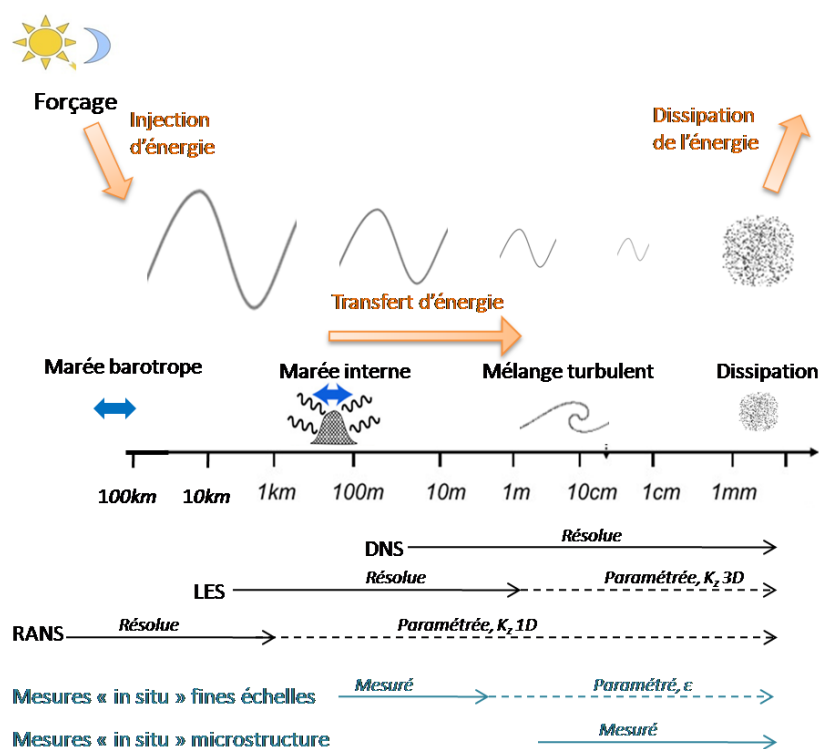 Forçage
Injection
d'énergie
Dissipation
de l'énergie
Transfert d'énergie
Marée barotrope
Marée interne
Mélange turbulent
Dissipation
100km 10km 1km 100m 10m 1m 10cm 1cm 1mm
DNS Résolue
LES Résolue Paramétrée, Kz 3D
RANS Résolue Paramétrée, Kz 1D
Mesures « in situ » fines échelles Mesuré Paramétré, ε
Mesures « in situ » microstructure Mesuré